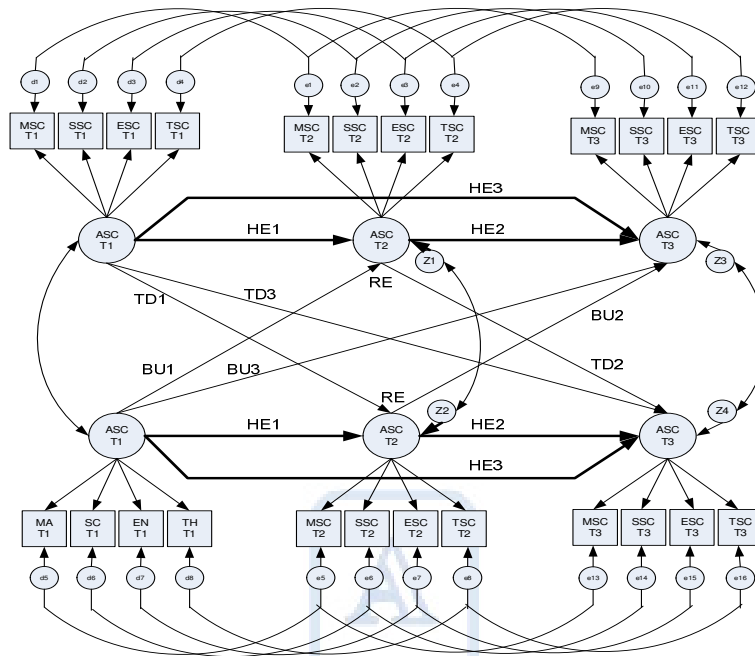 d1 d2 d3 d4 e1 e2 e3 e4 e9 e10 e11 e12
MSC SSC ESC TSC MSC SSC ESC TSC MSC SSC ESC TSC
T1 T1 T1 T1 T2 T2 T2 T2 T3 T3 T3 T3
HE3
ASC HE1 ASC HE2 ASC
T1 T2 T3
Z1 Z3
RE
TD1 TD3
BU2
BU1 BU3 TD2
RE Z2 Z4
ASC HE1 ASC HE2 ASC
T1 T2 T3
HE3
MA SC EN TH MSC SSC ESC TSC MSC SSC ESC TSC
T1 T1 T1 T1 T2 T2 T2 T2 T3 T3 T3 T3
d5 d6 d7 d8 e5 e6 e7 e8 e13 e14 e15 e16